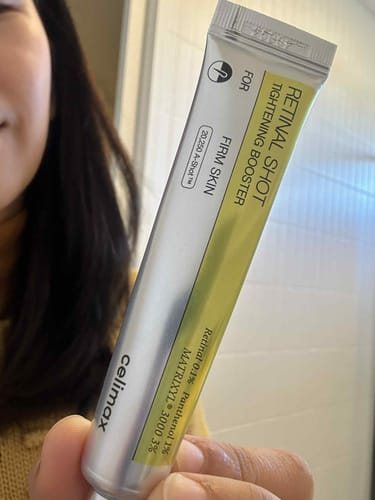 RETINAL SHOT
TIGHTENING BOOSTER
FOR
FIRM SKIN
20,250 A-Shot™
Retinal 0.1% Panthenol 1%
MATRIXYL® 3000 3%
celimax